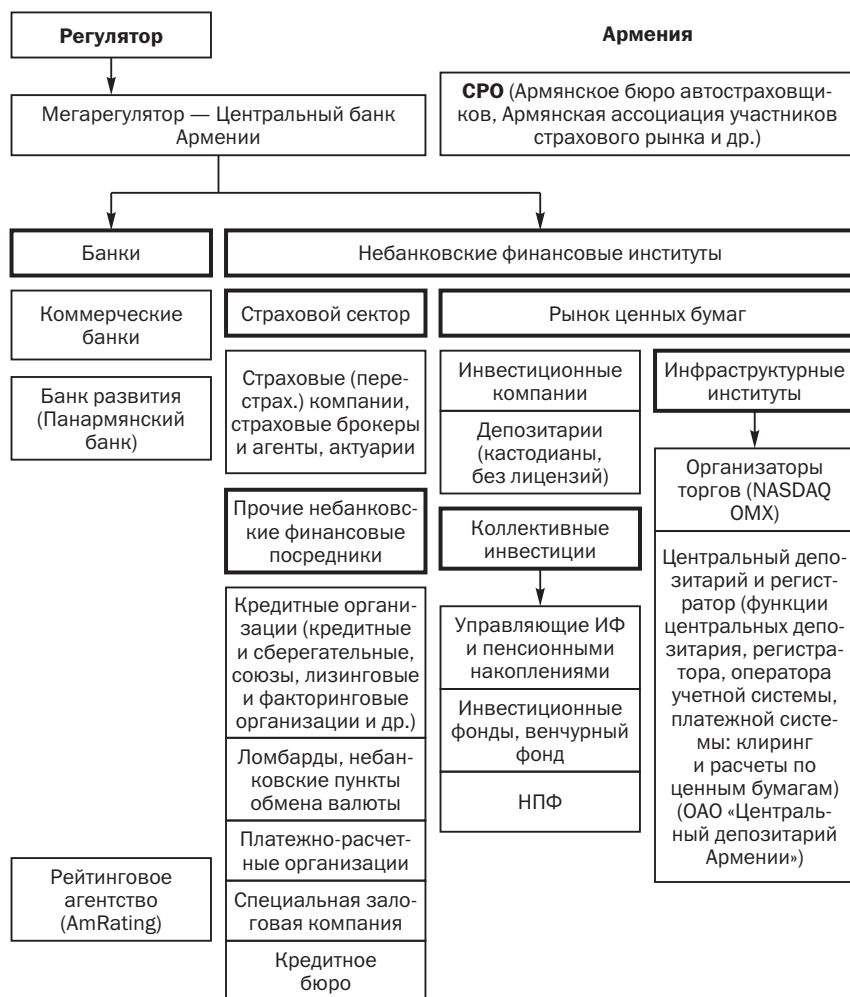 Регулятор
Армения
Мегарегулятор — Центральный банк
Армении
СРО (Армянское бюро автостраховщи-
ков, Армянская ассоциация участников
страхового рынка и др.)
Банки
Небанковские финансовые институты
Коммерческие
банки
Банк развития
(Панармянский
банк)
Рейтинговое
агентство
(AmRating)
Страховой сектор
Страховые (пере-
страх.) компании,
страховые брокеры
и агенты, актуарии
Прочие небанковс-
кие финансовые
посредники
Кредитные органи-
зации (кредитные
и сберегательные,
союзы, лизинговые
и факторинговые
организации и др.)
Ломбарды, небан-
ковские пункты
обмена валюты
Платежно-расчет-
ные организации
Специальная зало-
говая компания
Кредитное
бюро
Рынок ценных бумаг
Инвестиционные
компании
Депозитарии
(кастодианы,
без лицензий)
Коллективные
инвестиции
Управляющие ИФ
и пенсионными
накоплениями
Инвестиционные
фонды, венчурный
фонд
НПФ
Инфраструктурные
институты
Организаторы
торгов (NASDAQ
OMX)
Центральный депо-
зитарий и регист-
ратор (функции
центральных депо-
зитария, регистра-
тора, оператора
учетной системы,
платежной систе-
мы: клиринг
и расчеты по
ценным бумагам)
(ОАО «Централь-
ный депозитарий
Армении»)